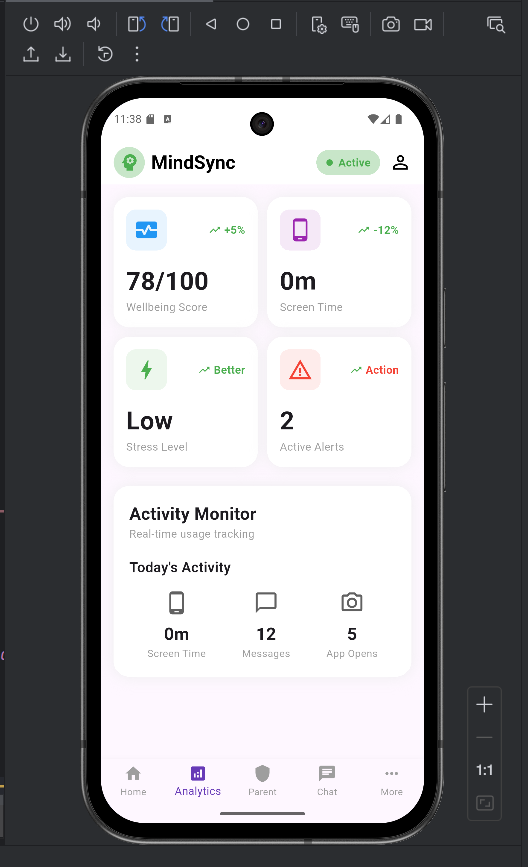 11:38
MindSync
Active
+5%
78/100
Wellbeing Score
-12%
0m
Screen Time
Better
Low
Stress Level
Action
2
Active Alerts
Activity Monitor
Real-time usage tracking
Today's Activity
0m 12 5
Screen Time Messages App Opens
Home Analytics Parent Chat More
1:1